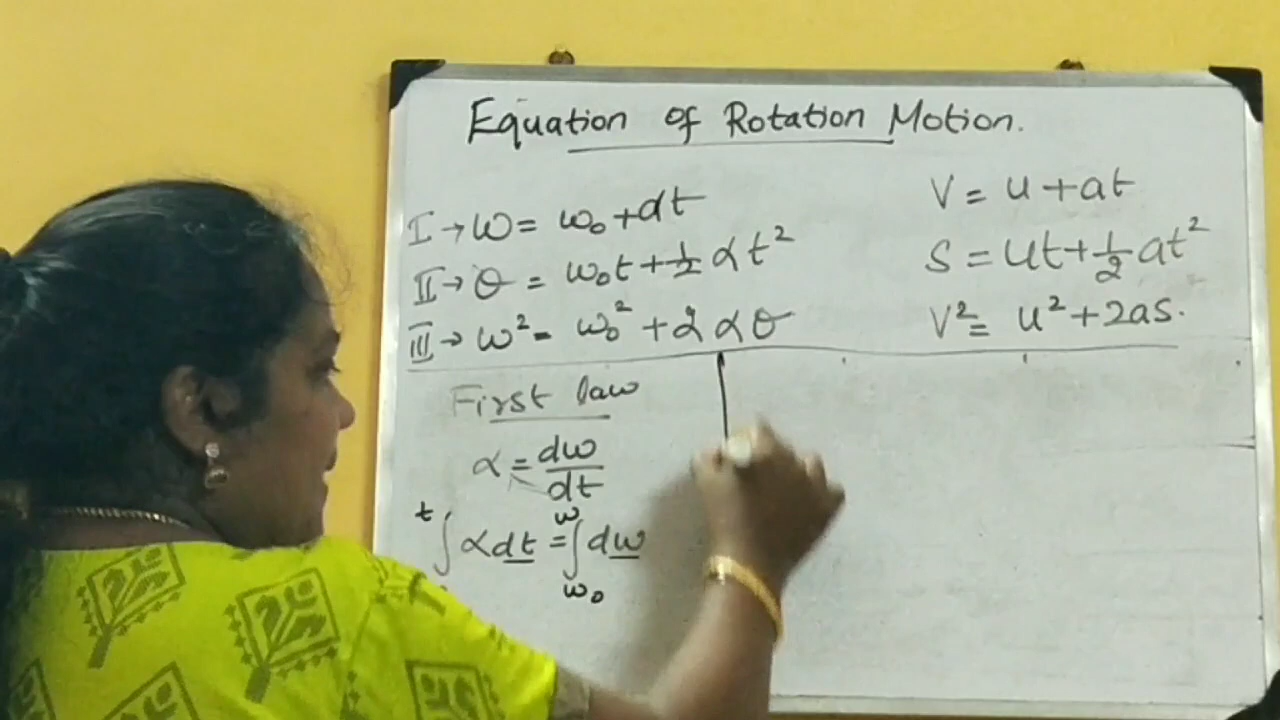 Equation of Rotation Motion.
I → ω = ω₀ + αt
V = u + at
II → θ = ω₀t + ½ αt²
S = ut + ½ at²
III → ω² = ω₀² + 2αθ
V² = u² + 2as.
First law
α = dω/dt
t ∫ α dt = ω ∫ ω₀ dω